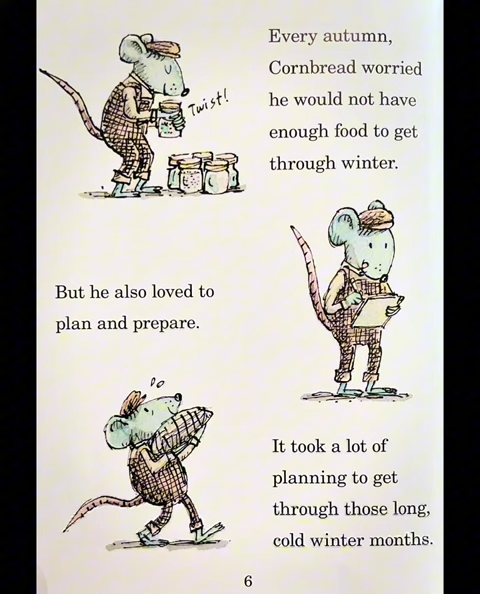 Every autumn,
Cornbread worried
he would not have
enough food to get
through winter.
Twist!
But he also loved to
plan and prepare.
It took a lot of
planning to get
through those long,
cold winter months.
6